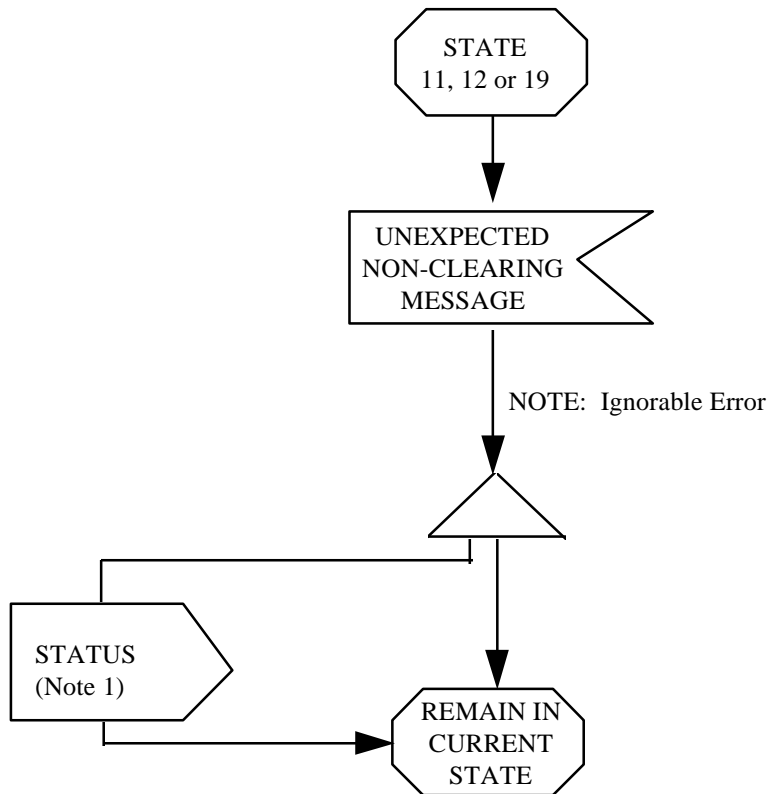 STATE
11, 12 or 19
UNEXPECTED
NON-CLEARING
MESSAGE
NOTE:  Ignorable Error
STATUS
(Note 1)
REMAIN IN
CURRENT
STATE